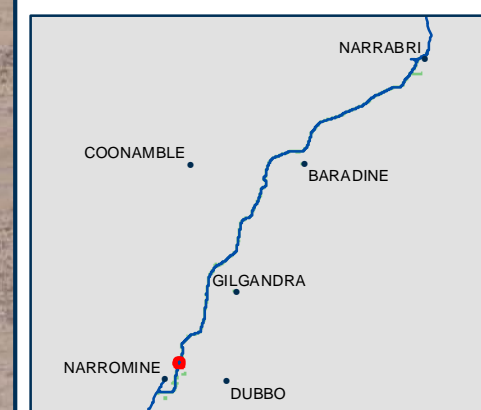 NARRABRI
COONAMBLE
BARADINE
GILGANDRA
NARROMINE
DUBBO